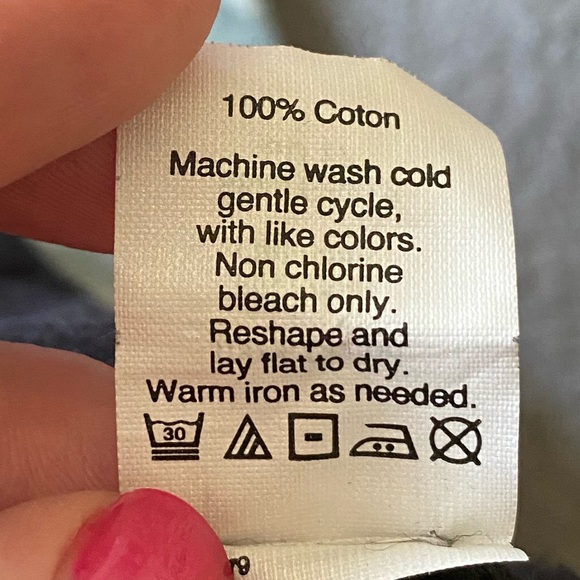 100% Coton
Machine wash cold
gentle cycle,
with like colors.
Non chlorine
bleach only.
Reshape and
lay flat to dry.
Warm iron as needed.
30